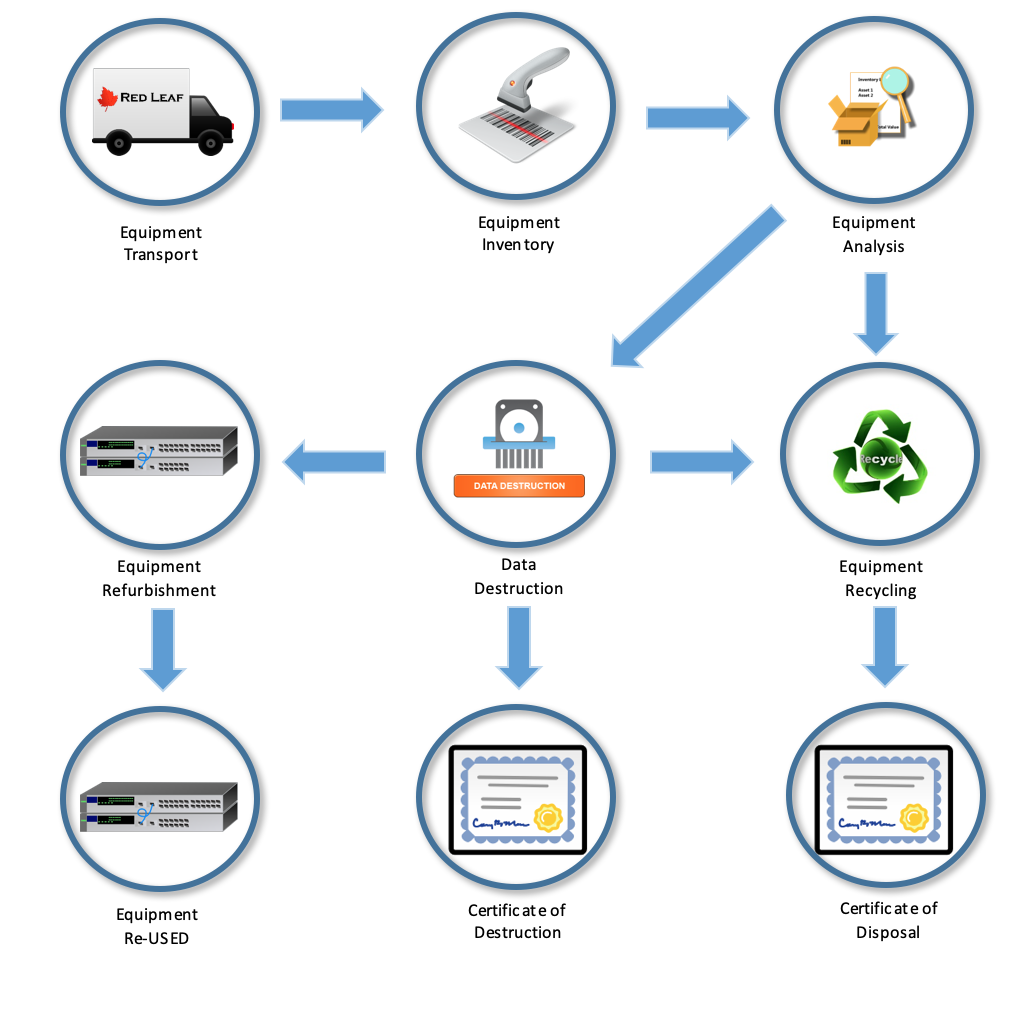 RED LEAF
Inventory
Asset 1
Asset 2
Value
Equipment
Transport
Equipment
Inventory
Equipment
Analysis
DATA DESTRUCTION
Recycle
Equipment
Refurbishment
Data
Destruction
Equipment
Recycling
Equipment
Re-USED
Certificate of
Destruction
Certificate of
Disposal